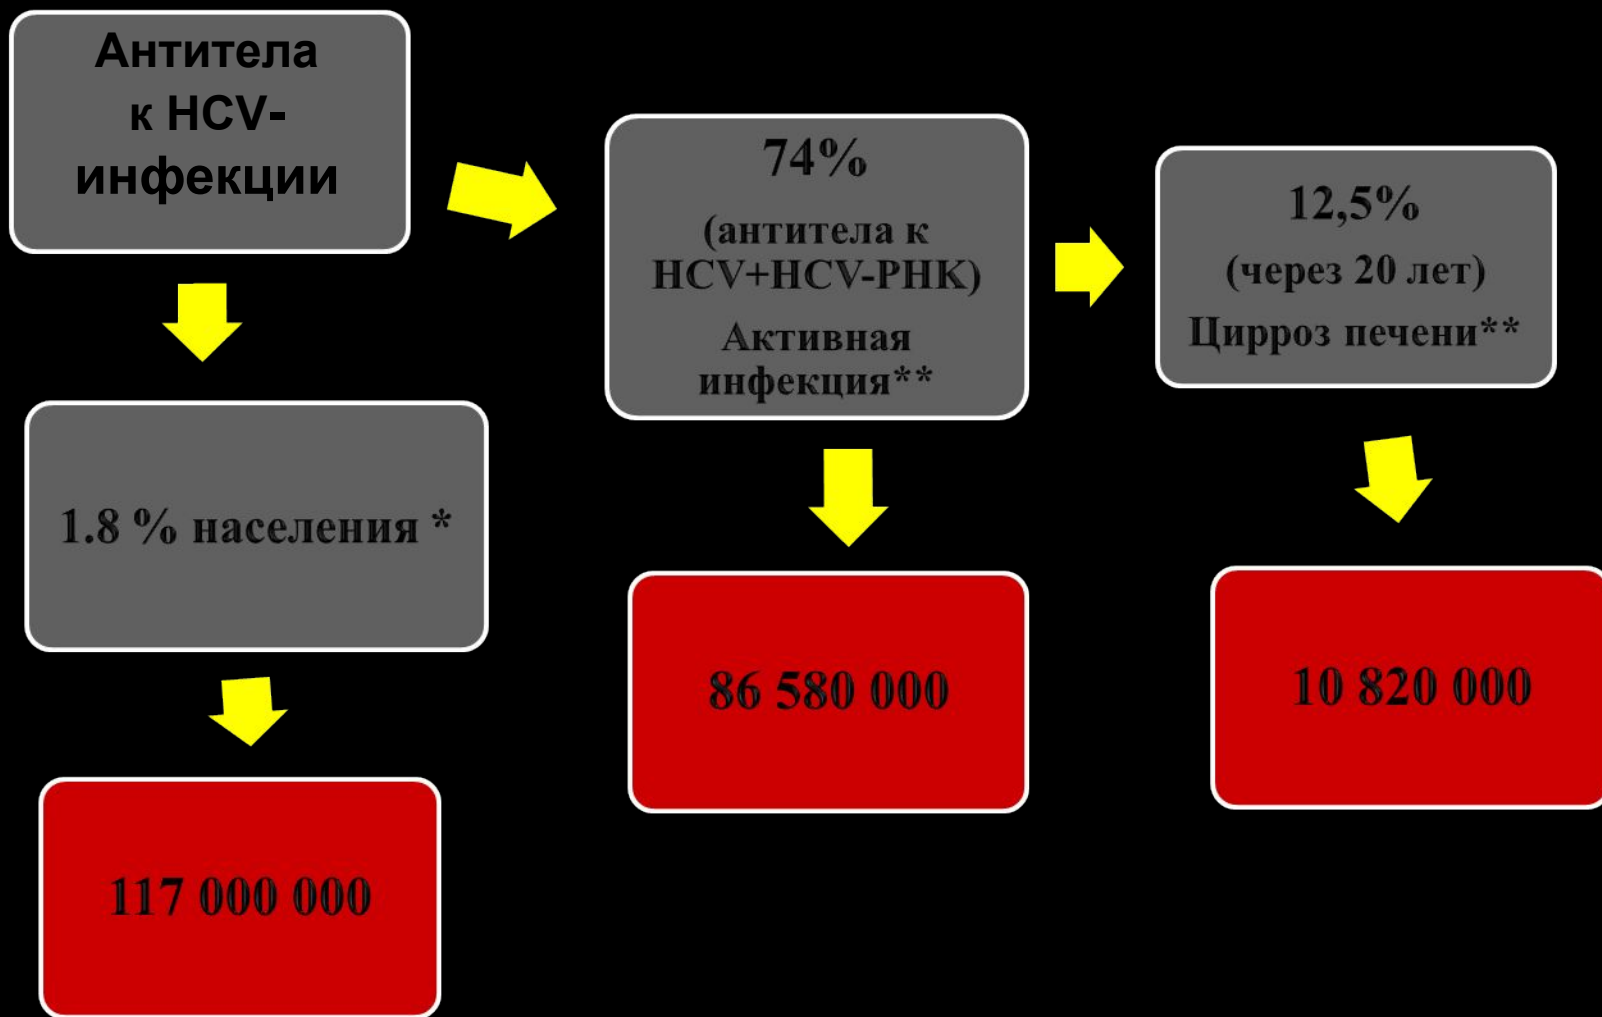 Антитела
к HCV-
инфекции
74%
(антитела к
HCV+HCV-РНК)
Активная
инфекция**
12,5%
(через 20 лет)
Цирроз печени**
1.8 % населения *
86 580 000
10 820 000
117 000 000